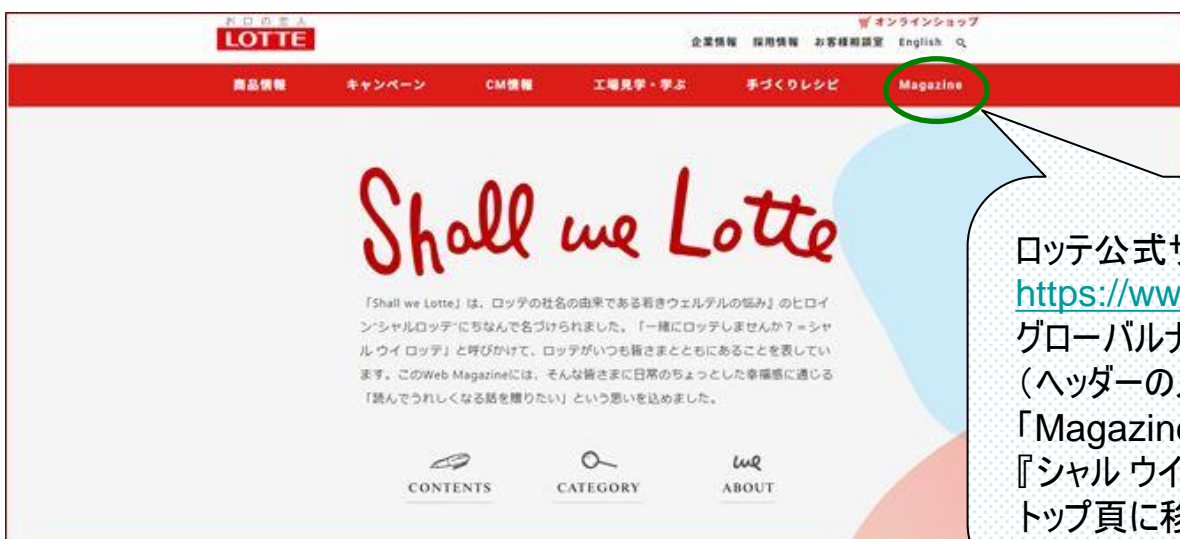 お口の恋人
LOTTE
オンラインショップ
企業情報 採用情報 お客様相談室 English
商品情報 キャンペーン CM情報 工場見学・学ぶ 手づくりレシピ Magazine
Shall we Lotte
「Shall we Lotte」は、ロッテの社名の由来である若きウェルテルの悩み』のヒロイ
ン“シャルロッテ”にちなんで名づけられました。「一緒にロッテしませんか？＝シャ
ル ウイ ロッテ」と呼びかけて、ロッテがいつも皆さまとともにあることを表してい
ます。このWeb Magazineには、そんな皆さまに日常のちょっとした幸福感に通じる
「読んでうれしくなる話を贈りたい」という思いを込めました。
CONTENTS CATEGORY we ABOUT
ロッテ公式サ
https://ww
グローバルナ
（ヘッダーの
「Magazine
『シャル ウイ
トップ頁に移